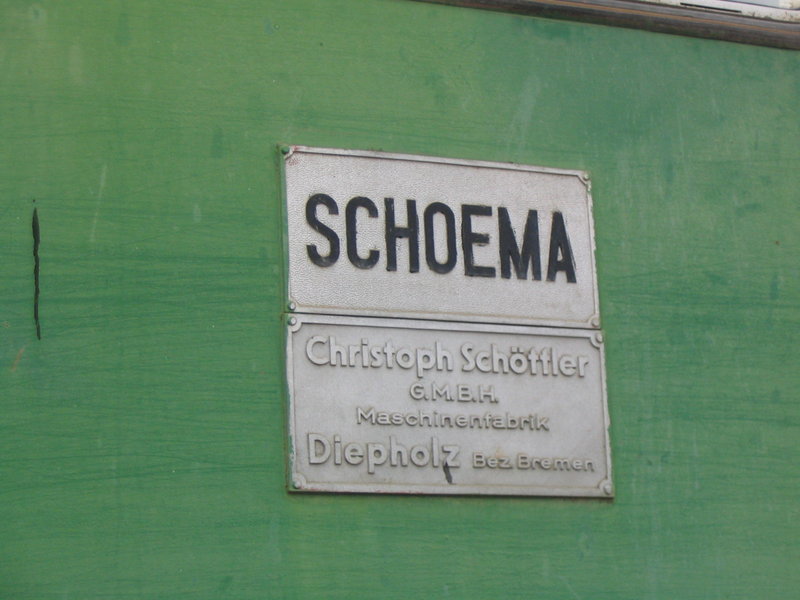 SCHOEMA
Christoph Schöttler
G.M.B.H.
Maschinenfabrik
Diepholz Bez. Bremen